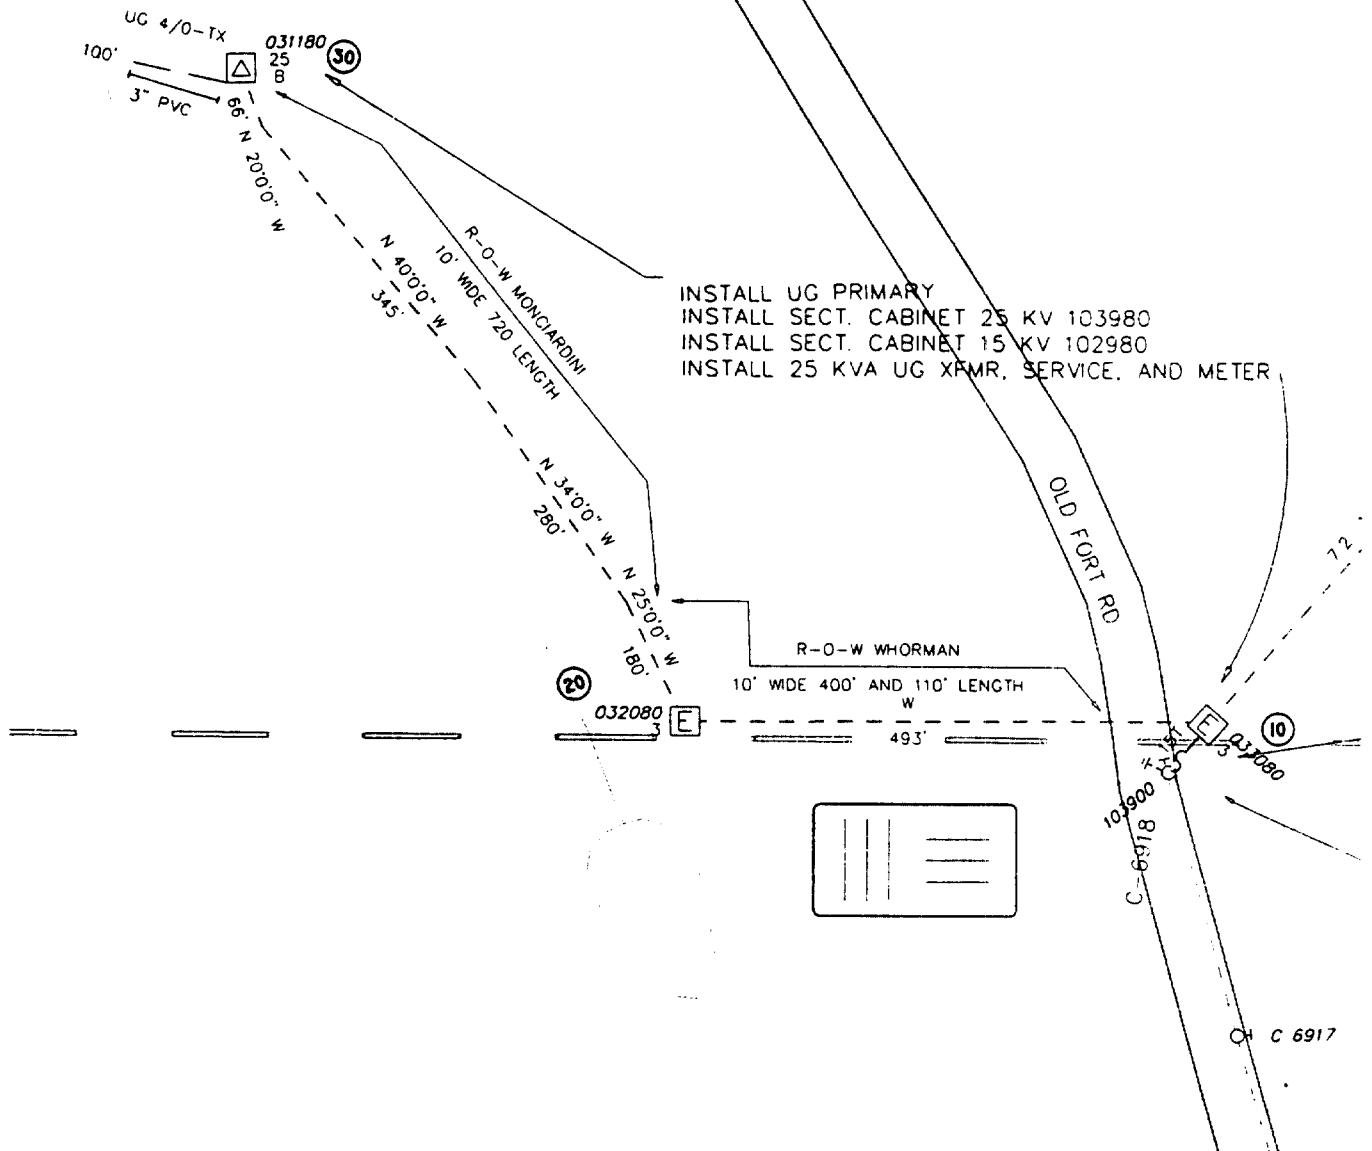 UG 4/0-TX
100'
3" PVC
031180
25
B
30
66' N 20°0'0" W
N 40°0'0" W
345'
R-O-W MONCIARDINI
10' WIDE 720 LENGTH
INSTALL UG PRIMARY
INSTALL SECT. CABINET 25 KV 103980
INSTALL SECT. CABINET 15 KV 102980
INSTALL 25 KVA UG XFMR, SERVICE, AND METER
N 34°0'0" W
280'
OLD FORT RD
72
N 25°0'0" W
180'
R-O-W WHORMAN
10' WIDE 400' AND 110' LENGTH
W
493'
20
032080
3
E
E
10
3
033080
103900
C-6918
C 6917